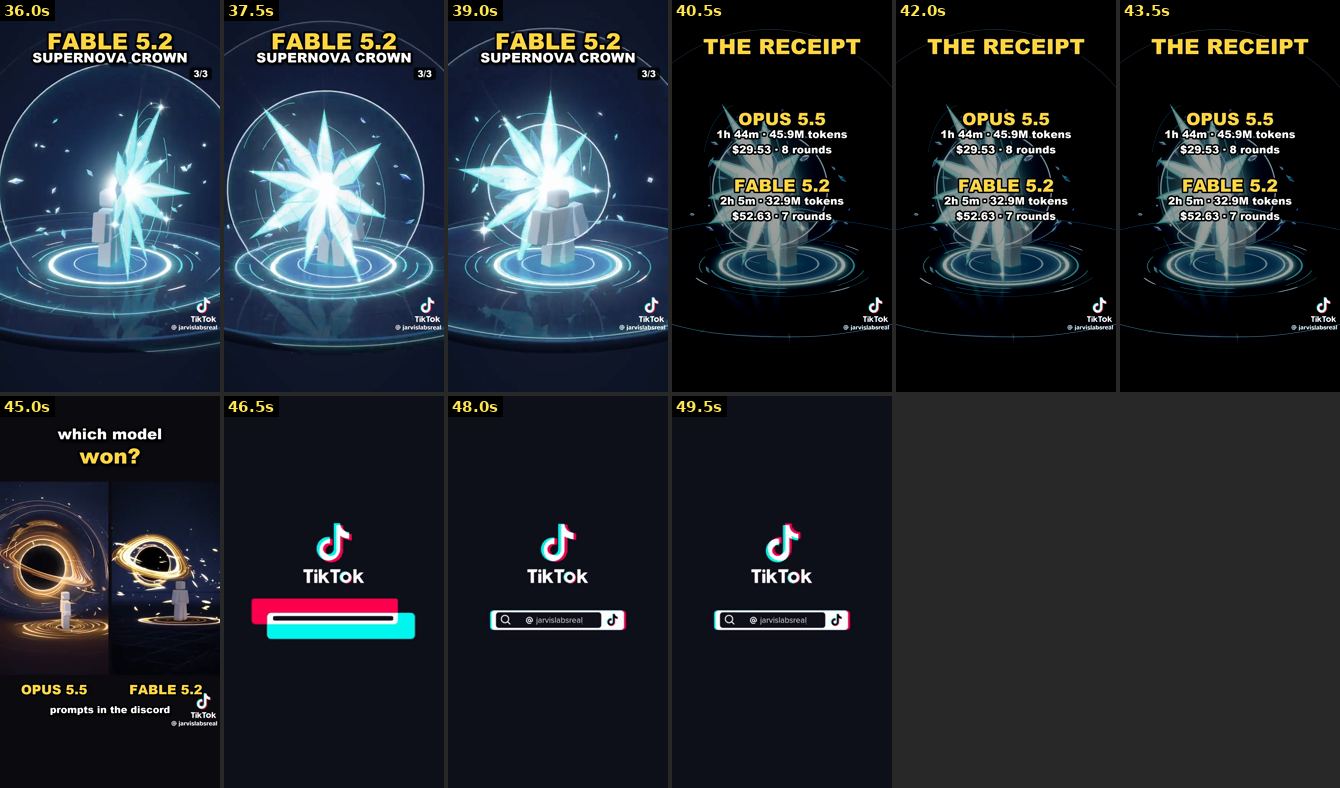 36.0s
FABLE 5.2
SUPERNOVA CROWN
3/3
TikTok
@ jarvislabsreal
37.5s
FABLE 5.2
SUPERNOVA CROWN
3/3
TikTok
@ jarvislabsreal
39.0s
FABLE 5.2
SUPERNOVA CROWN
3/3
TikTok
@ jarvislabsreal
40.5s
THE RECEIPT
OPUS 5.5
1h 44m · 45.9M tokens
$29.53 · 8 rounds
FABLE 5.2
2h 5m · 32.9M tokens
$52.63 · 7 rounds
TikTok
@ jarvislabsreal
42.0s
THE RECEIPT
OPUS 5.5
1h 44m · 45.9M tokens
$29.53 · 8 rounds
FABLE 5.2
2h 5m · 32.9M tokens
$52.63 · 7 rounds
TikTok
@ jarvislabsreal
43.5s
THE RECEIPT
OPUS 5.5
1h 44m · 45.9M tokens
$29.53 · 8 rounds
FABLE 5.2
2h 5m · 32.9M tokens
$52.63 · 7 rounds
TikTok
@ jarvislabsreal
45.0s
which model
won?
OPUS 5.5
FABLE 5.2
prompts in the discord
TikTok
@ jarvislabsreal
46.5s
TikTok
48.0s
TikTok
@ jarvislabsreal
49.5s
TikTok
@ jarvislabsreal